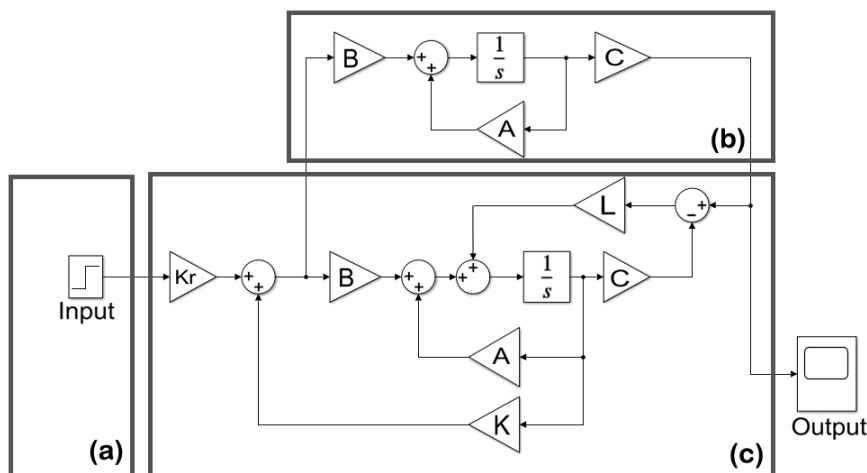 B
+
+
1
s
C
A
(b)
L
-
+
Input
Kr
+
+
B
+
+
+
+
1
s
C
A
K
Output
(a)
(c)